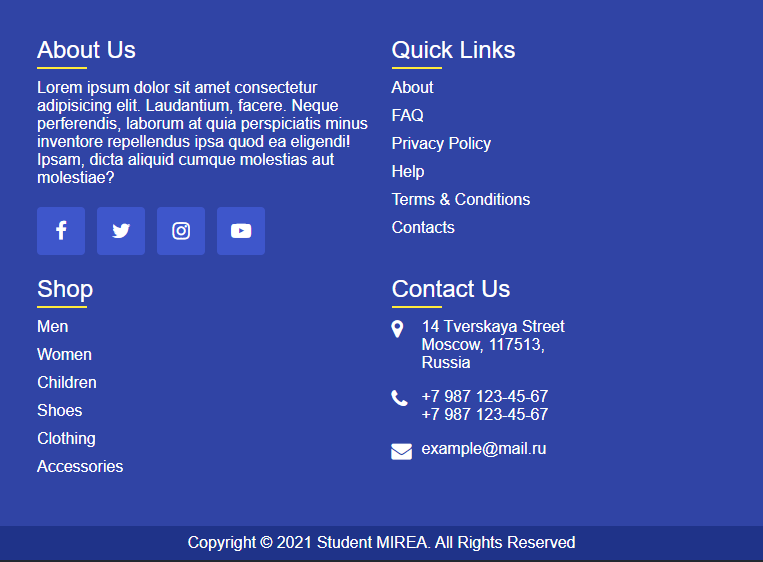 About Us
Lorem ipsum dolor sit amet consectetur
adipisicing elit. Laudantium, facere. Neque
perferendis, laborum at quia perspiciatis minus
inventore repellendus ipsa quod ea eligendi!
Ipsam, dicta aliquid cumque molestias aut
molestiae?
Quick Links
About
FAQ
Privacy Policy
Help
Terms & Conditions
Contacts
Shop
Men
Women
Children
Shoes
Clothing
Accessories
Contact Us
14 Tverskaya Street
Moscow, 117513,
Russia
+7 987 123-45-67
+7 987 123-45-67
example@mail.ru
Copyright © 2021 Student MIREA. All Rights Reserved